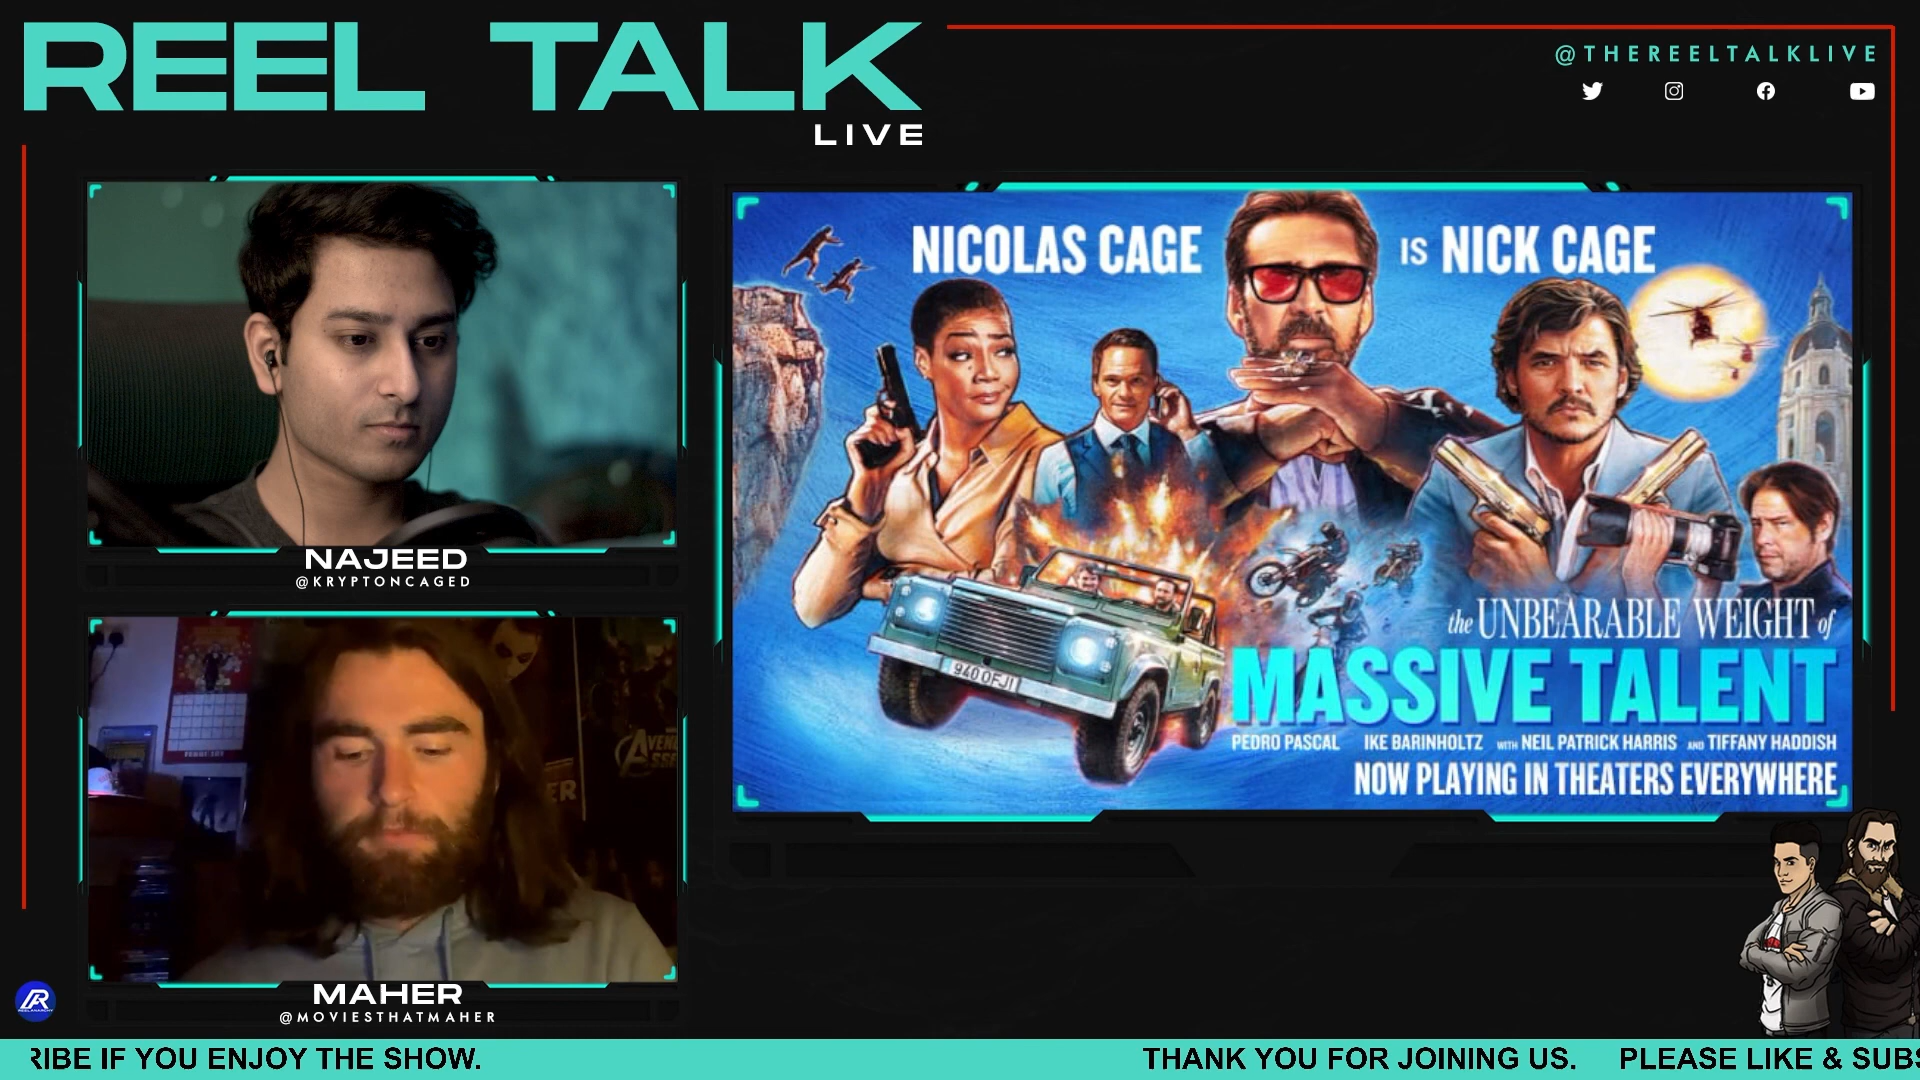 REEL TALK
LIVE
@THEREELTALKLIVE
NAJEED
@KRYPTONCAGED
NICOLAS CAGE IS NICK CAGE
940 OFJI
the UNBEARABLE WEIGHT of
MASSIVE TALENT
PEDRO PASCAL IKE BARINHOLTZ WITH NEIL PATRICK HARRIS AND TIFFANY HADDISH
NOW PLAYING IN THEATERS EVERYWHERE
MAHER
@MOVIESTHATMAHER
RIBE IF YOU ENJOY THE SHOW. THANK YOU FOR JOINING US. PLEASE LIKE & SUBS